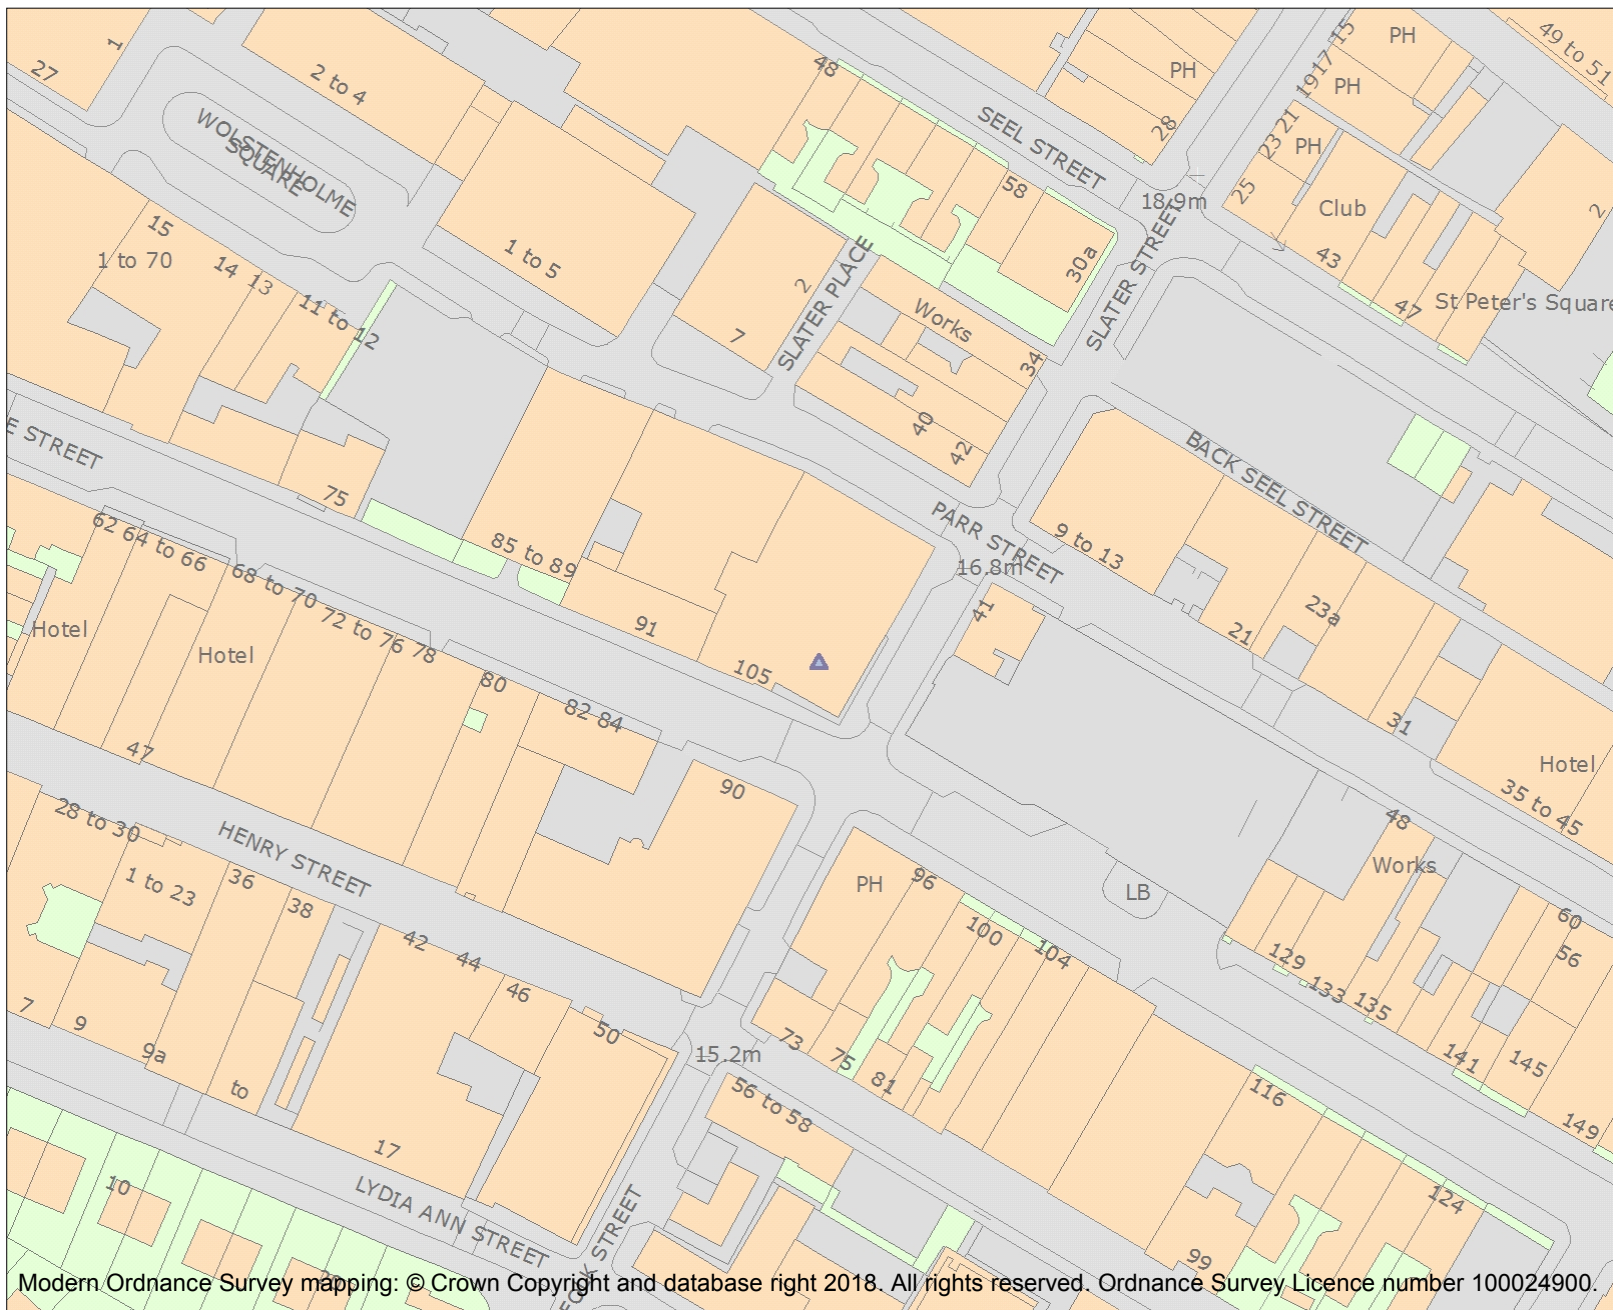 PH
49 to 51
1
27
2 to 4
48
PH
15
17
19
PH
WOLSTENHOLME
SQUARE
SEEL STREET
28
21
23
PH
25
58
18.9m
Club
2
15
1 to 70
14
13
1 to 5
30a
43
2
SLATER PLACE
SLATER STREET
47
St Peter's Square
11 to 12
7
Works
34
40
42
E STREET
BACK SEEL STREET
75
PARR STREET
9 to 13
62
64 to 66
85 to 89
16.8m
68 to 70
72 to 76
78
Hotel
Hotel
91
41
21
23a
105
80
82
84
31
47
90
Hotel
35 to 45
28 to 30
HENRY STREET
48
Works
1 to 23
36
38
PH
96
LB
42
44
100
104
60
56
129
133
135
46
7
9
9a
50
73
75
81
15.2m
141
145
to
56 to 58
116
149
17
10
LYDIA ANN STREET
124
99
Modern Ordnance Survey mapping: © Crown Copyright and database right 2018. All rights reserved. Ordnance Survey Licence number 100024900.